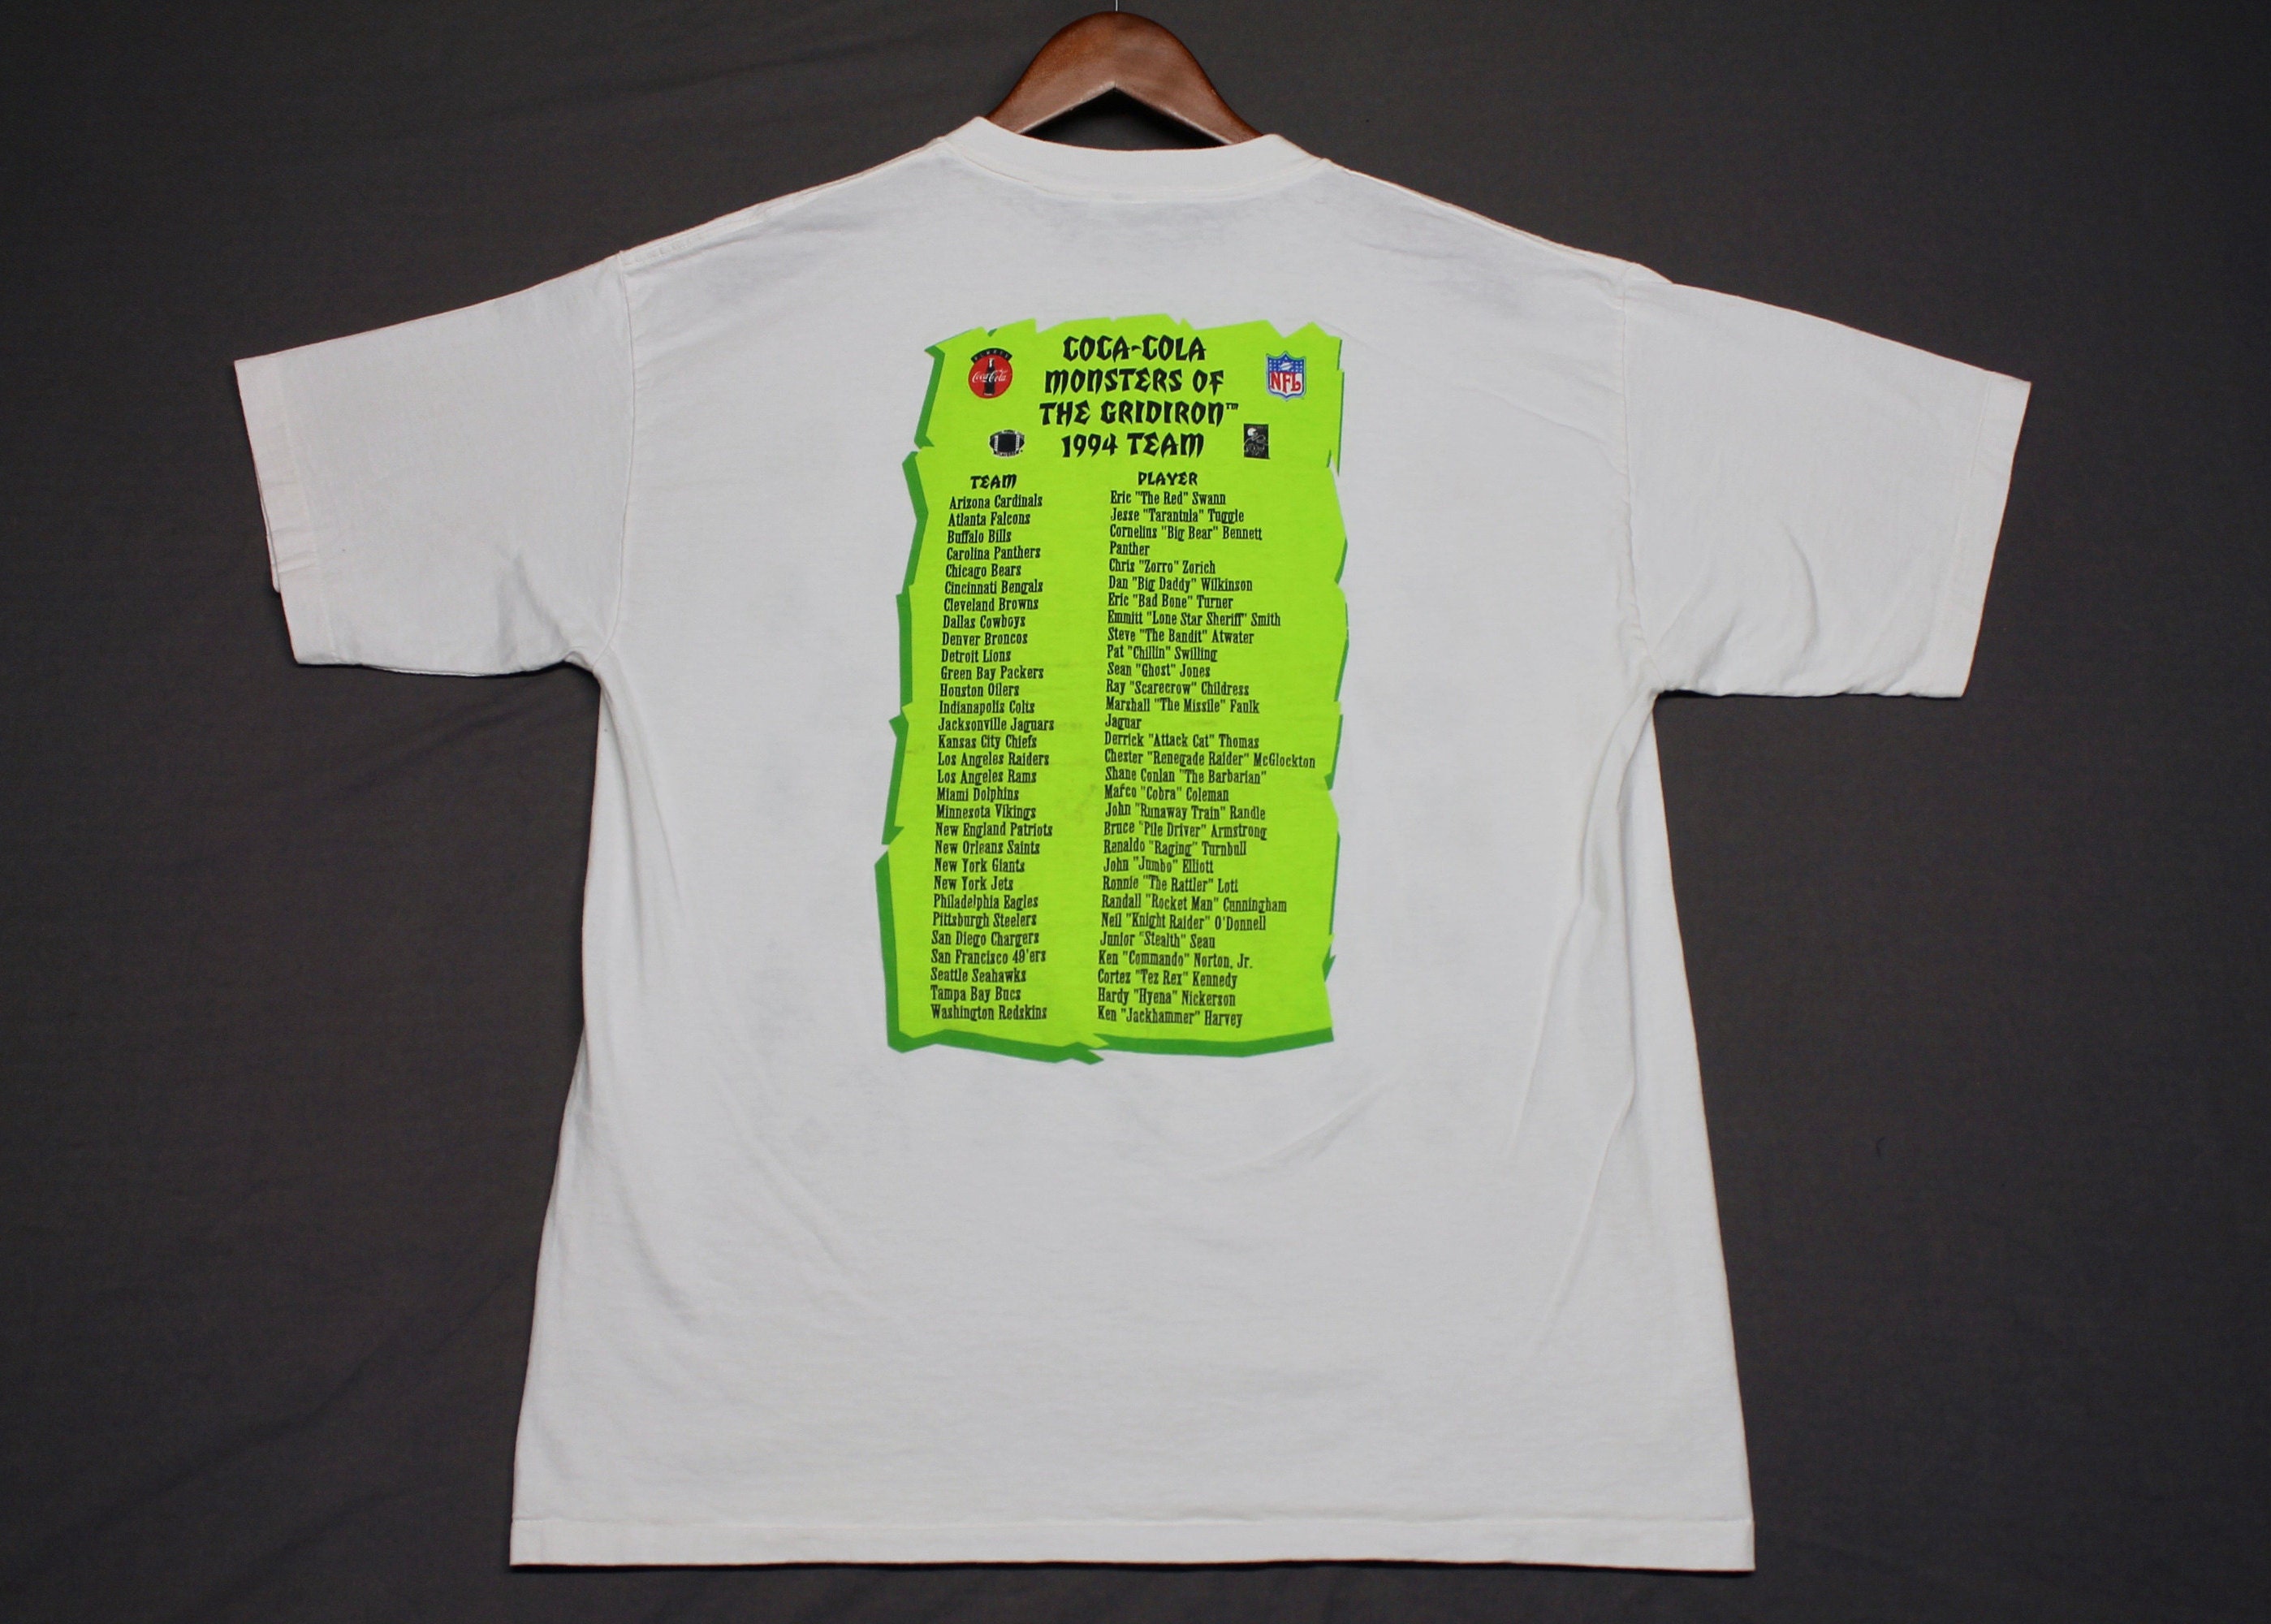 COCA-COLA
MONSTERS OF
THE GRIDIRON™
1994 TEAM
ALWAYS
Coca-Cola
NFL
TEAM PLAYER
Arizona Cardinals Eric "The Red" Swann
Atlanta Falcons Jesse "Tarantula" Tuggle
Buffalo Bills Cornelius "Big Bear" Bennett
Carolina Panthers Panther
Chicago Bears Chris "Zorro" Zorich
Cincinnati Bengals Dan "Big Daddy" Wilkinson
Cleveland Browns Eric "Bad Bone" Turner
Dallas Cowboys Emmitt "Lone Star Sheriff" Smith
Denver Broncos Steve "The Bandit" Atwater
Detroit Lions Pat "Chillin" Swilling
Green Bay Packers Sean "Ghost" Jones
Houston Oilers Ray "Scarecrow" Childress
Indianapolis Colts Marshall "The Missile" Faulk
Jacksonville Jaguars Jaguar
Kansas City Chiefs Derrick "Attack Cat" Thomas
Los Angeles Raiders Chester "Renegade Raider" McGlockton
Los Angeles Rams Shane Conlan "The Barbarian"
Miami Dolphins Marco "Cobra" Coleman
Minnesota Vikings John "Runaway Train" Randle
New England Patriots Bruce "Pile Driver" Armstrong
New Orleans Saints Renaldo "Raging" Turnbull
New York Giants John "Jumbo" Elliott
New York Jets Ronnie "The Rattler" Lott
Philadelphia Eagles Randall "Rocket Man" Cunningham
Pittsburgh Steelers Neil "Knight Raider" O'Donnell
San Diego Chargers Junior "Stealth" Seau
San Francisco 49'ers Ken "Commando" Norton, Jr.
Seattle Seahawks Cortez "Tez Rex" Kennedy
Tampa Bay Bucs Hardy "Hyena" Nickerson
Washington Redskins Ken "Jackhammer" Harvey